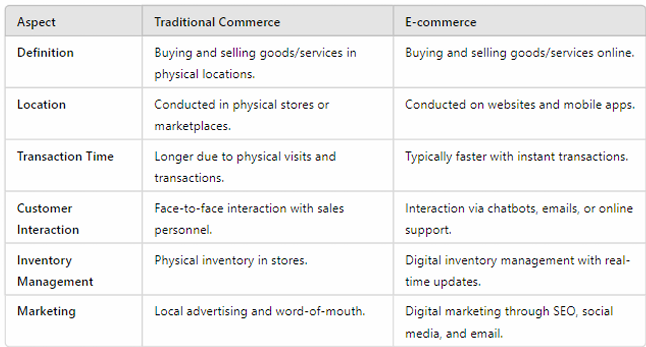 Aspect Traditional Commerce E-commerce
Definition Buying and selling goods/services in Buying and selling goods/services online.
physical locations.
Location Conducted in physical stores or Conducted on websites and mobile apps.
marketplaces.
Transaction Time Longer due to physical visits and Typically faster with instant transactions.
transactions.
Customer Face-to-face interaction with sales Interaction via chatbots, emails, or online
Interaction personnel. support.
Inventory Physical inventory in stores. Digital inventory management with real-
Management time updates.
Marketing Local advertising and word-of-mouth. Digital marketing through SEO, social
media, and email.